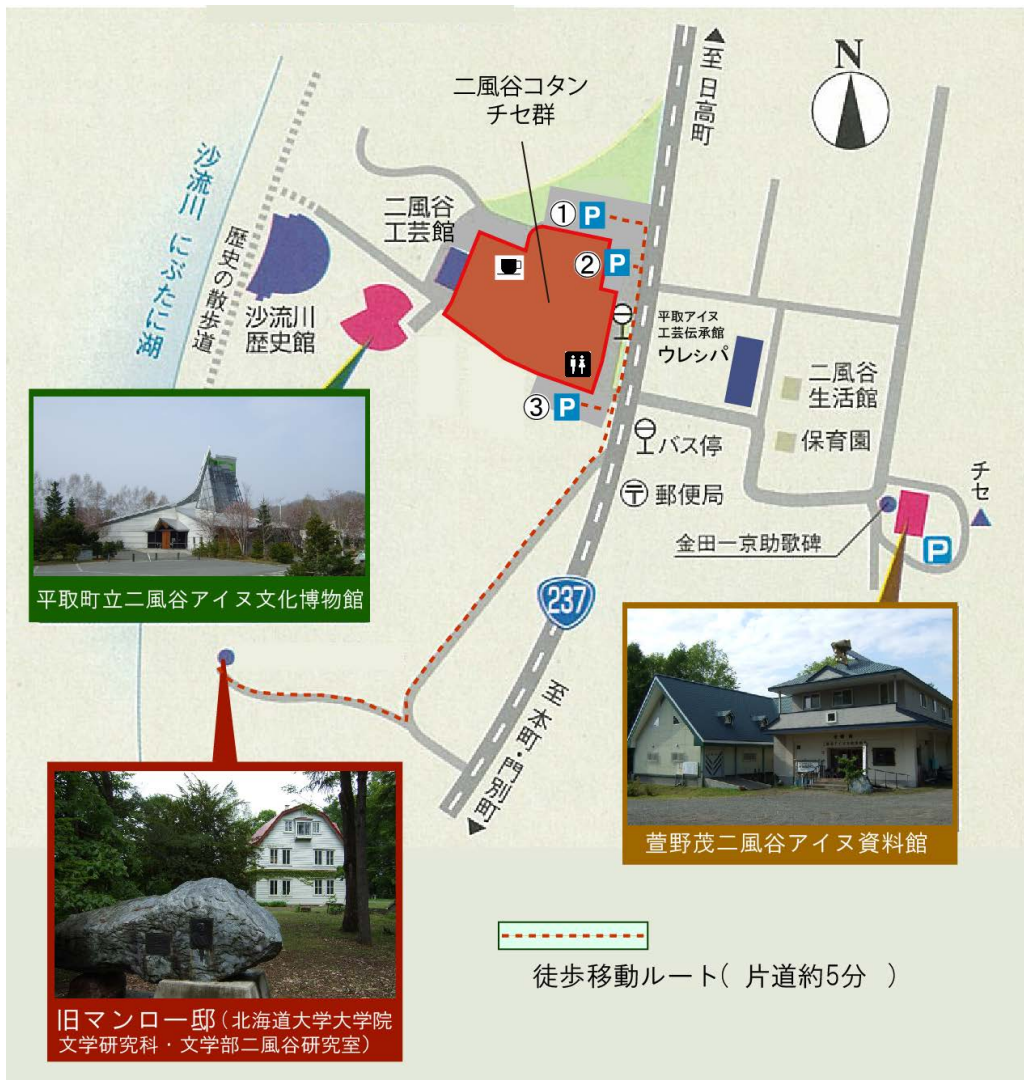 至日高町
N
二風谷コタン
チセ群
沙流川 にぶたに湖
歴史の散歩道
二風谷
工芸館
① P
② P
沙流川
歴史館
平取アイヌ
工芸伝承館
ウレシパ
二風谷
生活館
③ P
バス停
保育園
〒郵便局
チセ
金田一京助歌碑
P
平取町立二風谷アイヌ文化博物館
237
至本町・門別町
萱野茂二風谷アイヌ資料館
旧マンロー邸(北海道大学大学院
文学研究科・文学部二風谷研究室)
徒歩移動ルート( 片道約5分 )